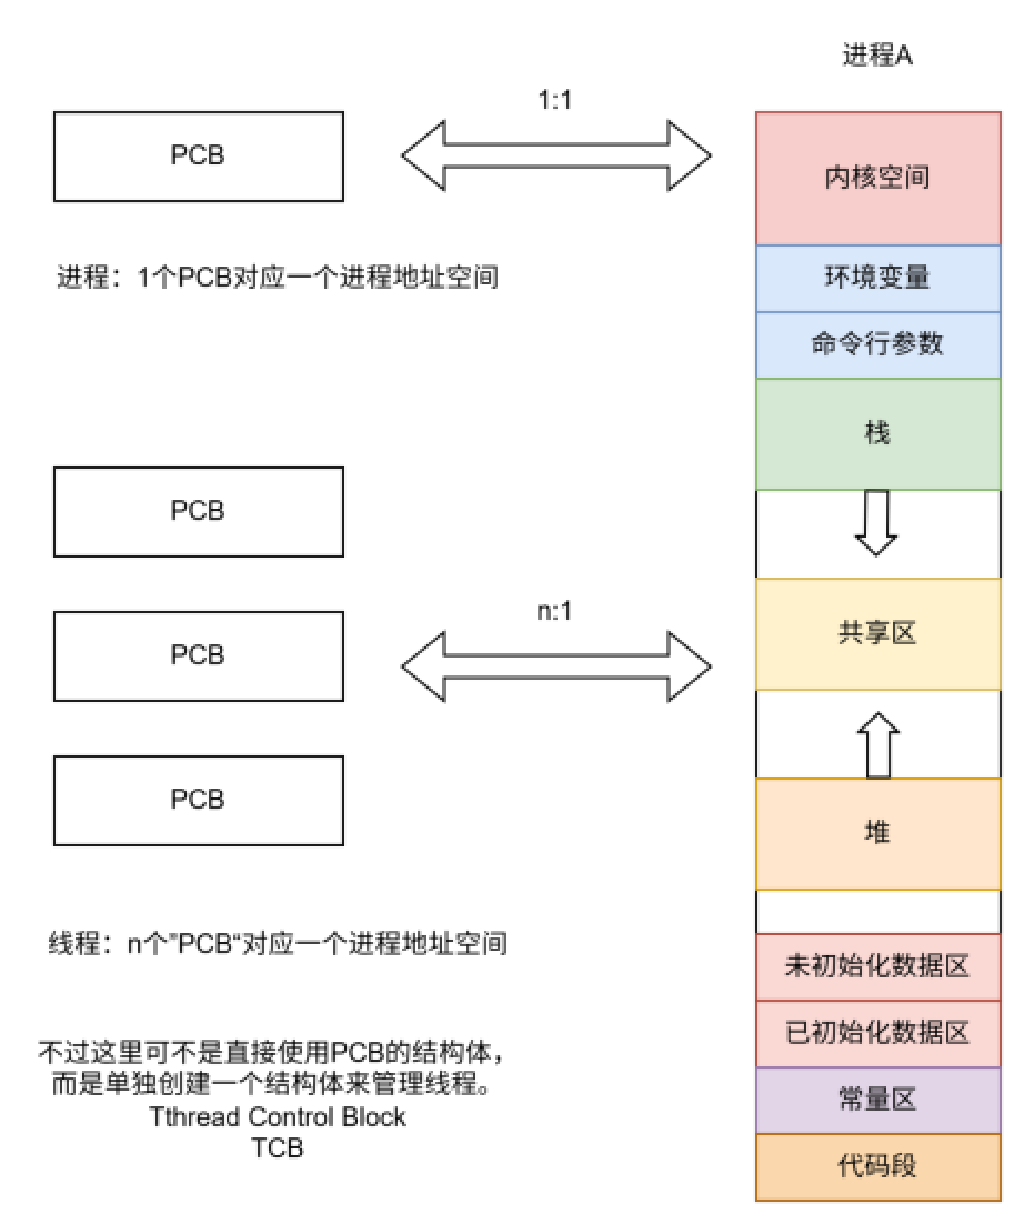 进程A
1:1
PCB
内核空间
进程：1个PCB对应一个进程地址空间
环境变量
命令行参数
栈
PCB
n:1
共享区
PCB
PCB
堆
线程：n个”PCB“对应一个进程地址空间
未初始化数据区
已初始化数据区
不过这里可不是直接使用PCB的结构体，
而是单独创建一个结构体来管理线程。
Tthread Control Block
TCB
常量区
代码段